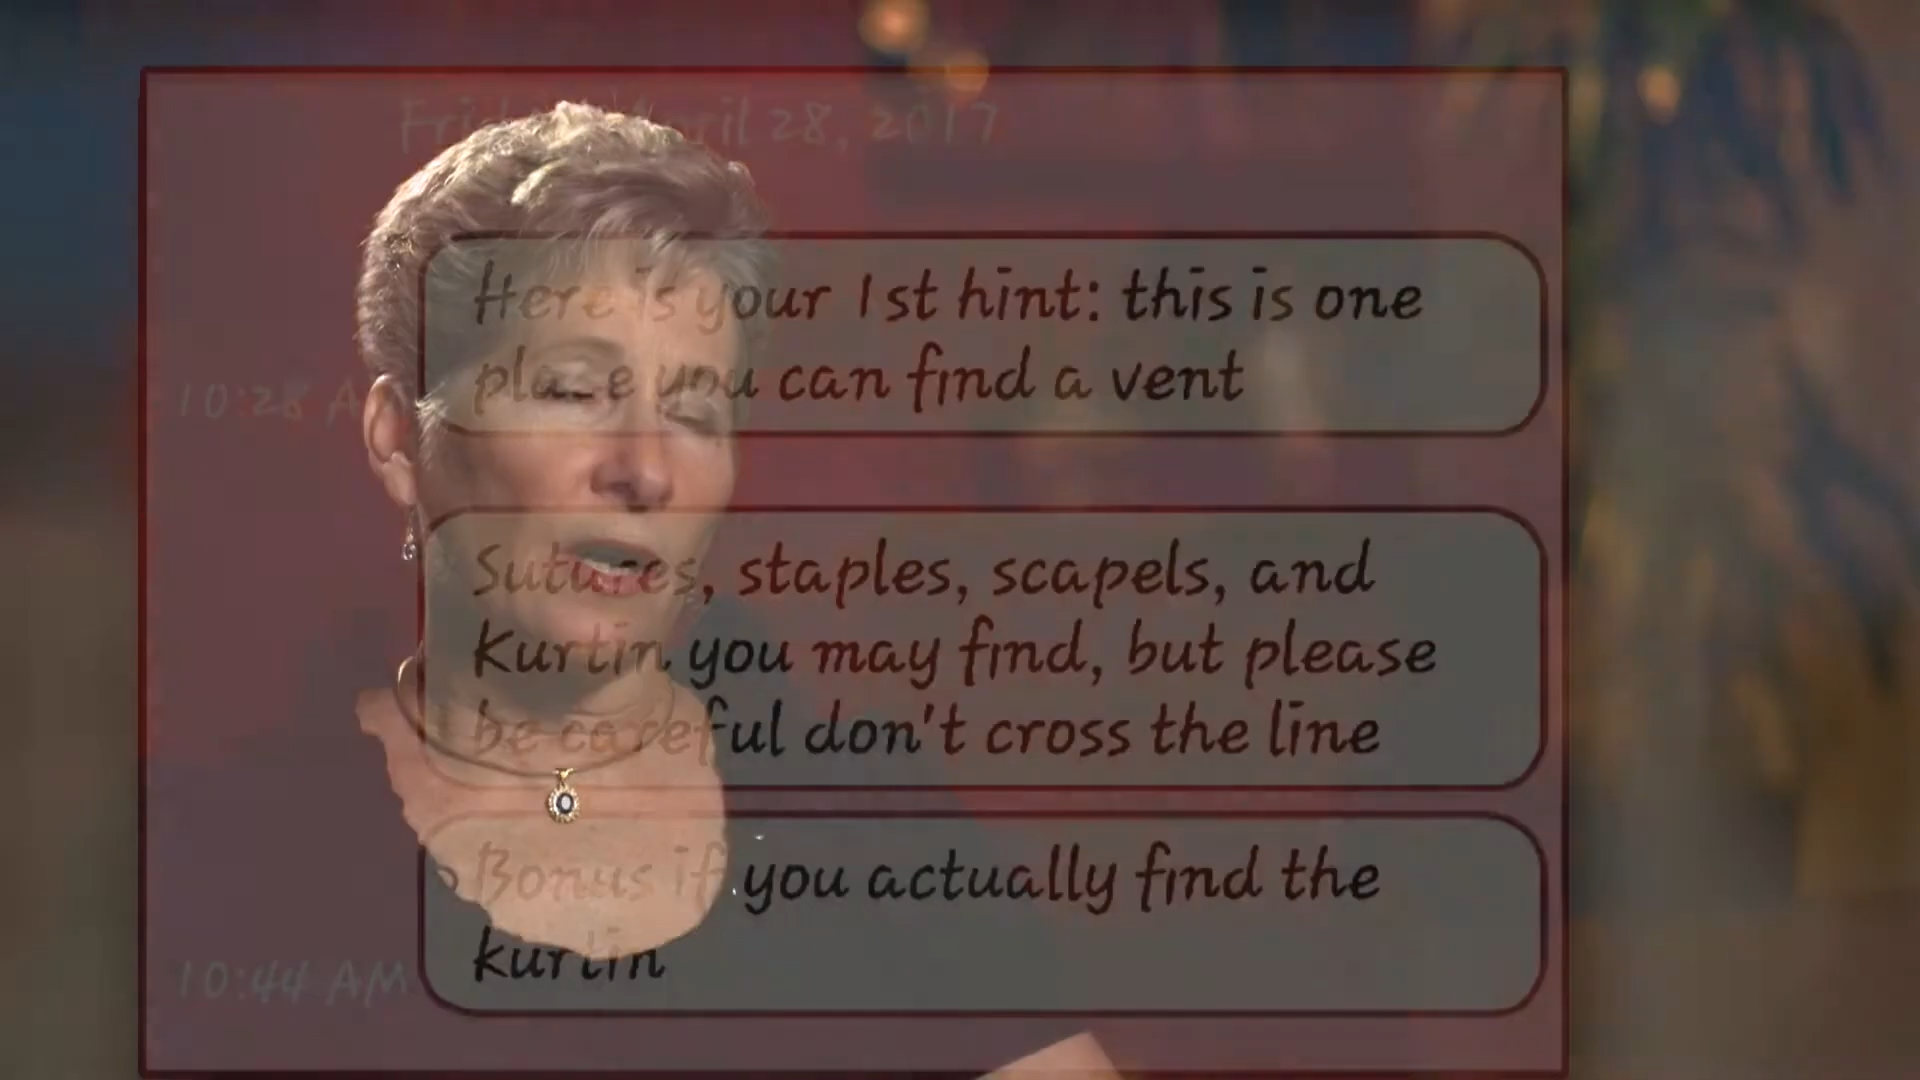 Friday, April 28, 2017
10:28 AM
Here is your 1st hint: this is one
place you can find a vent
Sutures, staples, scapels, and
Kurtin you may find, but please
be careful don't cross the line
Bonus if you actually find the
kurtin
10:44 AM